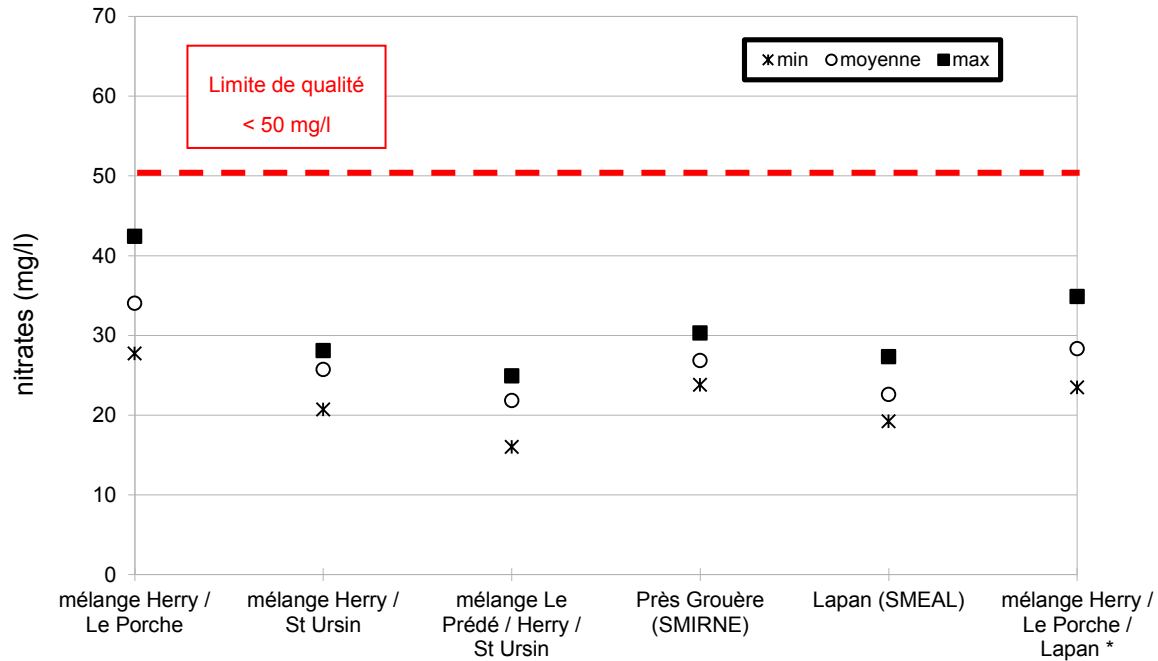 70
Limite de qualité
< 50 mg/l
min moyenne max
60
50
40
30
20
10
0
nitrates (mg/l)
mélange Herry /
Le Porche
mélange Herry /
St Ursin
mélange Le
Prédé / Herry /
St Ursin
Près Grouère
(SMIRNE)
Lapan (SMEAL)
mélange Herry /
Le Porche /
Lapan *